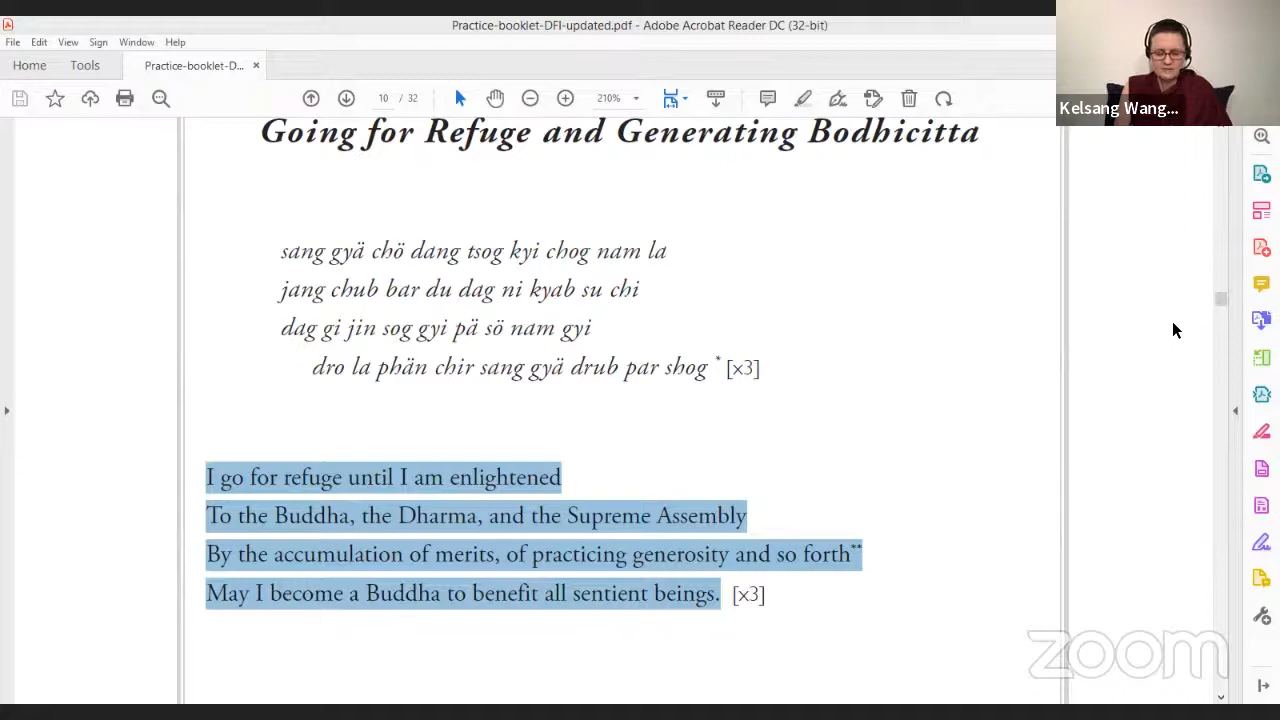 Practice-booklet-DFI-updated.pdf - Adobe Acrobat Reader DC (32-bit)
File Edit View Sign Window Help
Home Tools Practice-booklet-D... ×
10 / 32 210%
Kelsang Wang...
Going for Refuge and Generating Bodhicitta
sang gyä chö dang tsog kyi chog nam la
jang chub bar du dag ni kyab su chi
dag gi jin sog gyi pä sö nam gyi
dro la phän chir sang gyä drub par shog * [x3]
I go for refuge until I am enlightened
To the Buddha, the Dharma, and the Supreme Assembly
By the accumulation of merits, of practicing generosity and so forth**
May I become a Buddha to benefit all sentient beings. [x3]
zoom